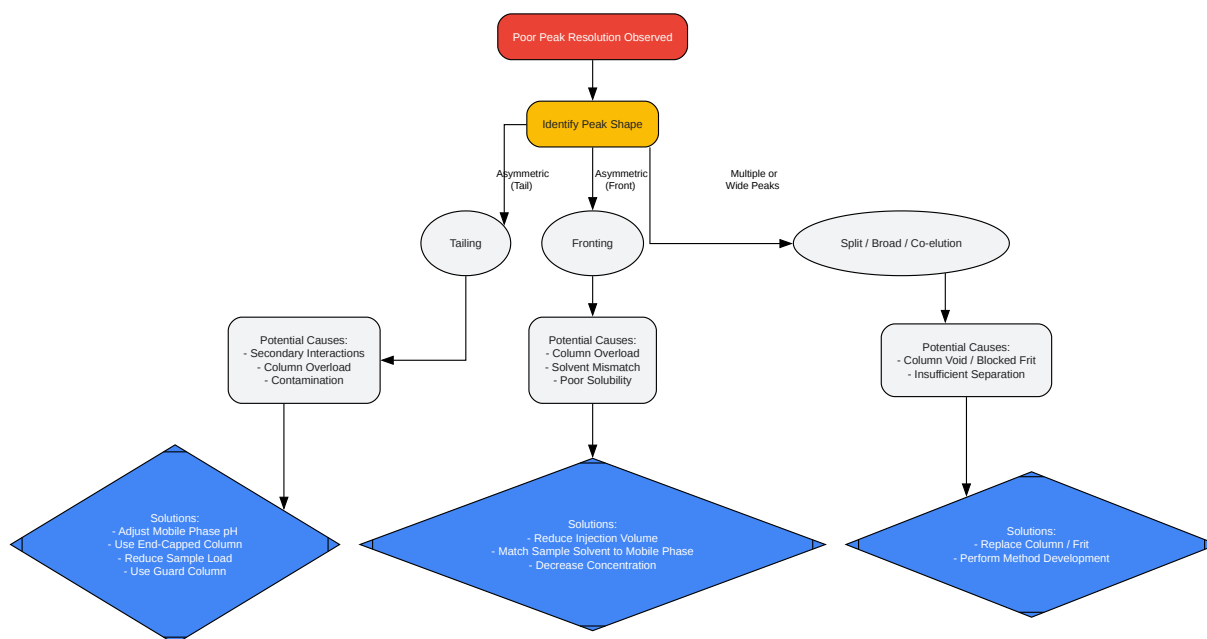 Poor Peak Resolution Observed
Identify Peak Shape
Asymmetric
(Tail)
Asymmetric
(Front)
Multiple or
Wide Peaks
Tailing
Fronting
Split / Broad / Co-elution
Potential Causes:
- Secondary Interactions
- Column Overload
- Contamination
Potential Causes:
- Column Overload
- Solvent Mismatch
- Poor Solubility
Potential Causes:
- Column Void / Blocked Frit
- Insufficient Separation
Solutions:
- Adjust Mobile Phase pH
- Use End-Capped Column
- Reduce Sample Load
- Use Guard Column
Solutions:
- Reduce Injection Volume
- Match Sample Solvent to Mobile Phase
- Decrease Concentration
Solutions:
- Replace Column / Frit
- Perform Method Development